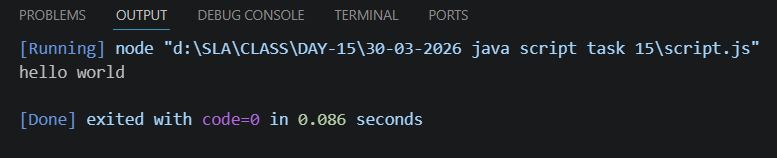 PROBLEMS OUTPUT DEBUG CONSOLE TERMINAL PORTS
[Running] node "d:\SLA\CLASS\DAY-15\30-03-2026 java script task 15\script.js"
hello world
[Done] exited with code=0 in 0.086 seconds